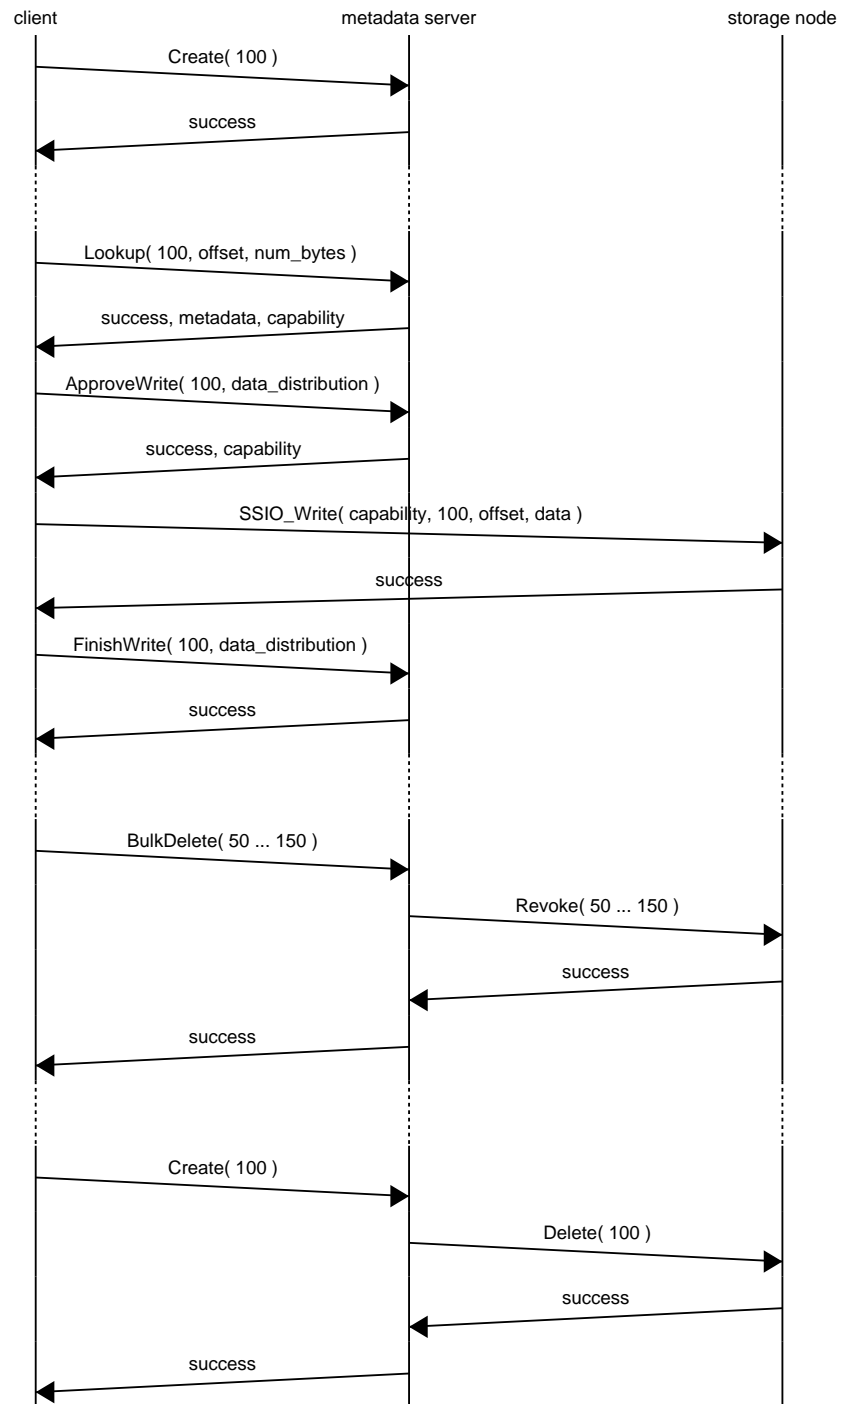 client metadata server storage node
Create( 100 )
success
Lookup( 100, offset, num_bytes )
success, metadata, capability
ApproveWrite( 100, data_distribution )
success, capability
SSIO_Write( capability, 100, offset, data )
success
FinishWrite( 100, data_distribution )
success
BulkDelete( 50 ... 150 )
Revoke( 50 ... 150 )
success
success
Create( 100 )
Delete( 100 )
success
success